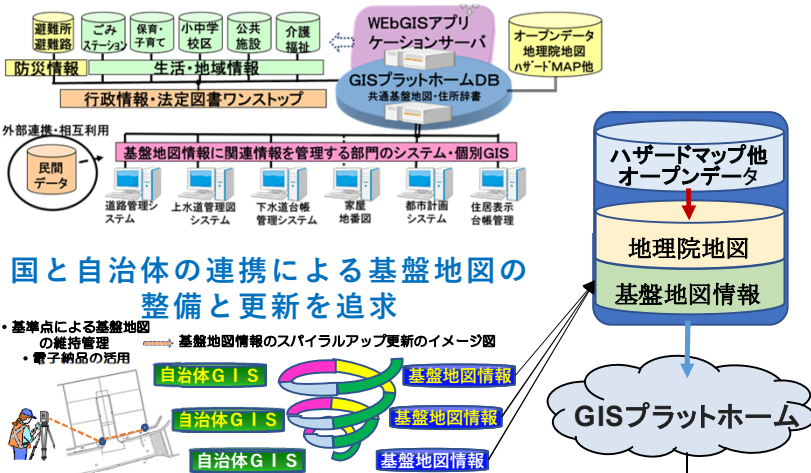 避難所
避難路
ごみ
ステーション
保育・
子育て
小中学
校区
公共
施設
介護
福祉
防災情報
生活・地域情報
行政情報・法定図書ワンストップ
WEbGISアプリ
ケーションサーバ
GISプラットホームDB
共通基盤地図・住所辞書
オープンデータ
地理院地図
ﾊｻﾞｰﾄﾞMAP他
外部連携・相互利用
民間
データ
基盤地図情報に関連情報を管理する部門のシステム・個別GIS
道路管理シ
ステム
上水道管理図
システム
下水道台帳
管理システム
家屋
地番図
都市計画
システム
住居表示
台帳管理
ハザードマップ他
オープンデータ
地理院地図
基盤地図情報
GISプラットホーム
国と自治体の連携による基盤地図の
整備と更新を追求
・基準点による基盤地図
の維持管理
・電子納品の活用
基盤地図情報のスパイラルアップ更新のイメージ図
自治体ＧＩＳ
基盤地図情報
自治体ＧＩＳ
基盤地図情報
自治体ＧＩＳ
基盤地図情報